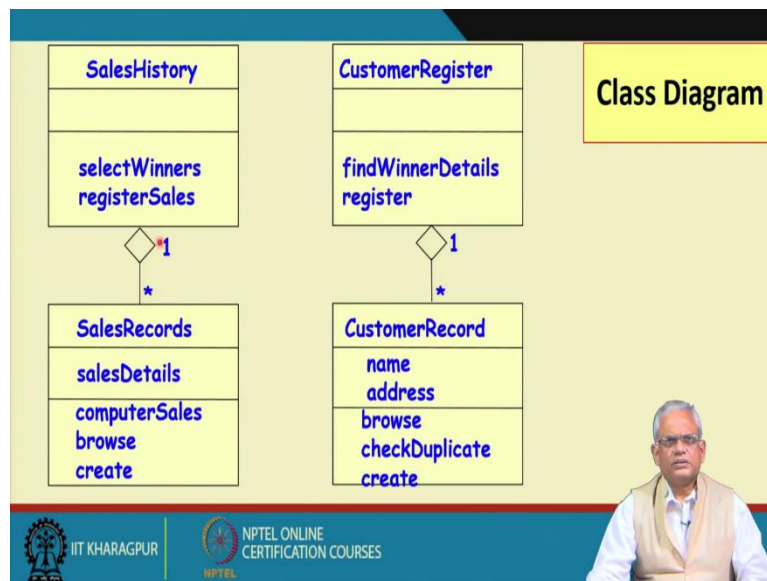 SalesHistory
selectWinners
registerSales
1
*
SalesRecords
salesDetails
computerSales
browse
create
CustomerRegister
findWinnerDetails
register
1
*
CustomerRecord
name
address
browse
checkDuplicate
create
Class Diagram
IIT KHARAGPUR
NPTEL
NPTEL ONLINE
CERTIFICATION COURSES